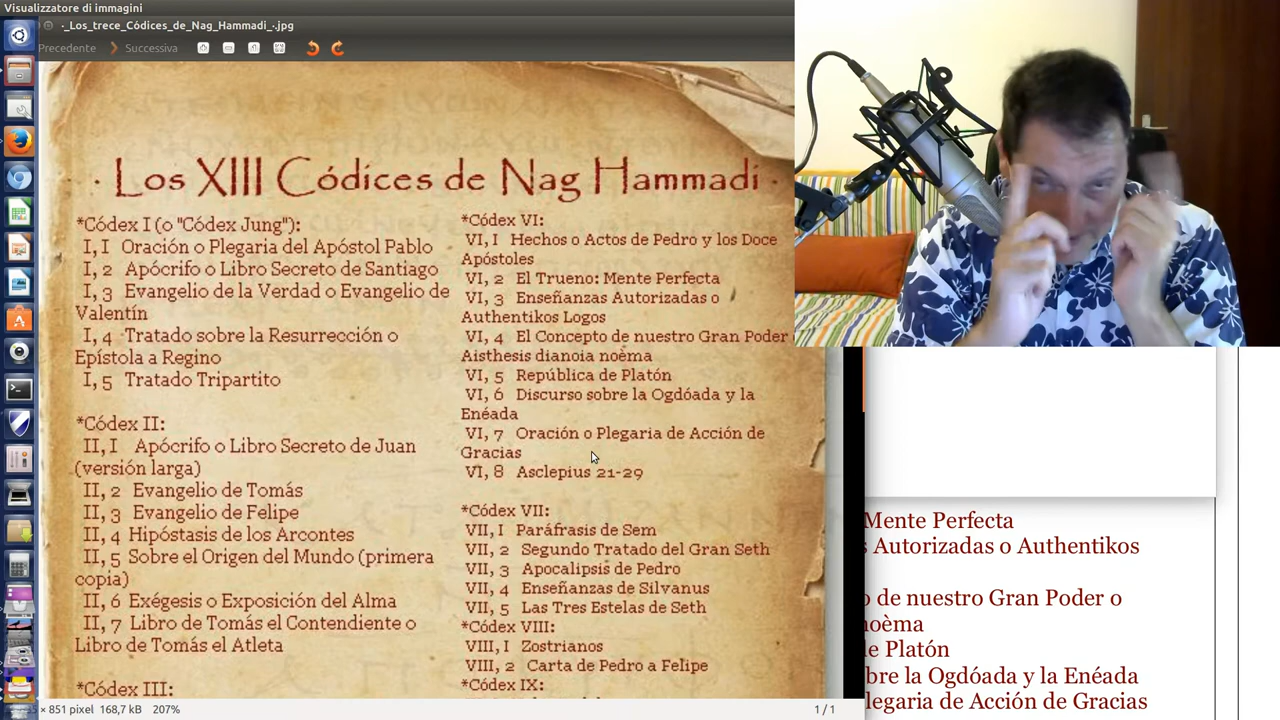 Visualizzatore di immagini
-_Los_trece_Códices_de_Nag_Hammadi_-.jpg
Precedente
Successiva
· Los XIII Códices de Nag Hammadi ·
*Códex I (o "Códex Jung"):
I, I Oración o Plegaria del Apóstol Pablo
I, 2 Apócrifo o Libro Secreto de Santiago
I, 3 Evangelio de la Verdad o Evangelio de
Valentín
I, 4 Tratado sobre la Resurrección o
Epístola a Regino
I, 5 Tratado Tripartito
*Códex II:
II, I Apócrifo o Libro Secreto de Juan
(versión larga)
II, 2 Evangelio de Tomás
II, 3 Evangelio de Felipe
II, 4 Hipóstasis de los Arcontes
II, 5 Sobre el Origen del Mundo (primera
copia)
II, 6 Exégesis o Exposición del Alma
II, 7 Libro de Tomás el Contendiente o
Libro de Tomás el Atleta
*Códex III:
*Códex VI:
VI, I Hechos o Actos de Pedro y los Doce
Apóstoles
VI, 2 El Trueno: Mente Perfecta
VI, 3 Enseñanzas Autorizadas o
Authentikos Logos
VI, 4 El Concepto de nuestro Gran Poder
Aisthesis dianoia noèma
VI, 5 República de Platón
VI, 6 Discurso sobre la Ogdóada y la
Enéada
VI, 7 Oración o Plegaria de Acción de
Gracias
VI, 8 Asclepius 21-29
*Códex VII:
VII, I Paráfrasis de Sem
VII, 2 Segundo Tratado del Gran Seth
VII, 3 Apocalipsis de Pedro
VII, 4 Enseñanzas de Silvanus
VII, 5 Las Tres Estelas de Seth
*Códex VIII:
VIII, I Zostrianos
VIII, 2 Carta de Pedro a Felipe
*Códex IX:
Mente Perfecta
s Autorizadas o Authentikos
o de nuestro Gran Poder o
noèma
de Platón
bre la Ogdóada y la Enéada
legaria de Acción de Gracias
× 851 pixel 168,7 kB 207%
1 / 1